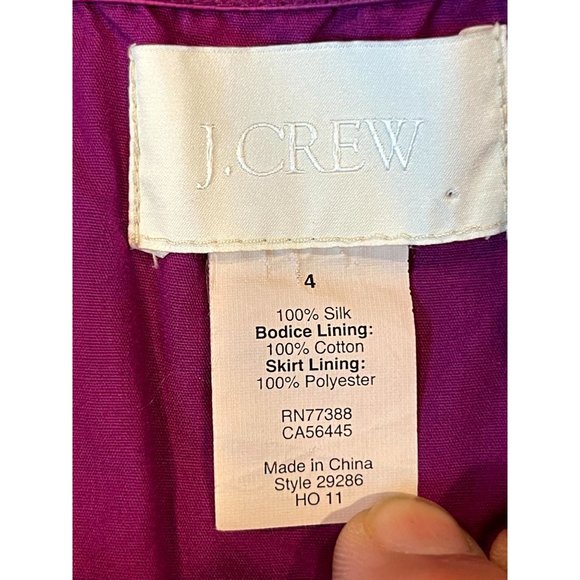 J.CREW
4
100% Silk
Bodice Lining:
100% Cotton
Skirt Lining:
100% Polyester
RN77388
CA56445
Made in China
Style 29286
HO 11